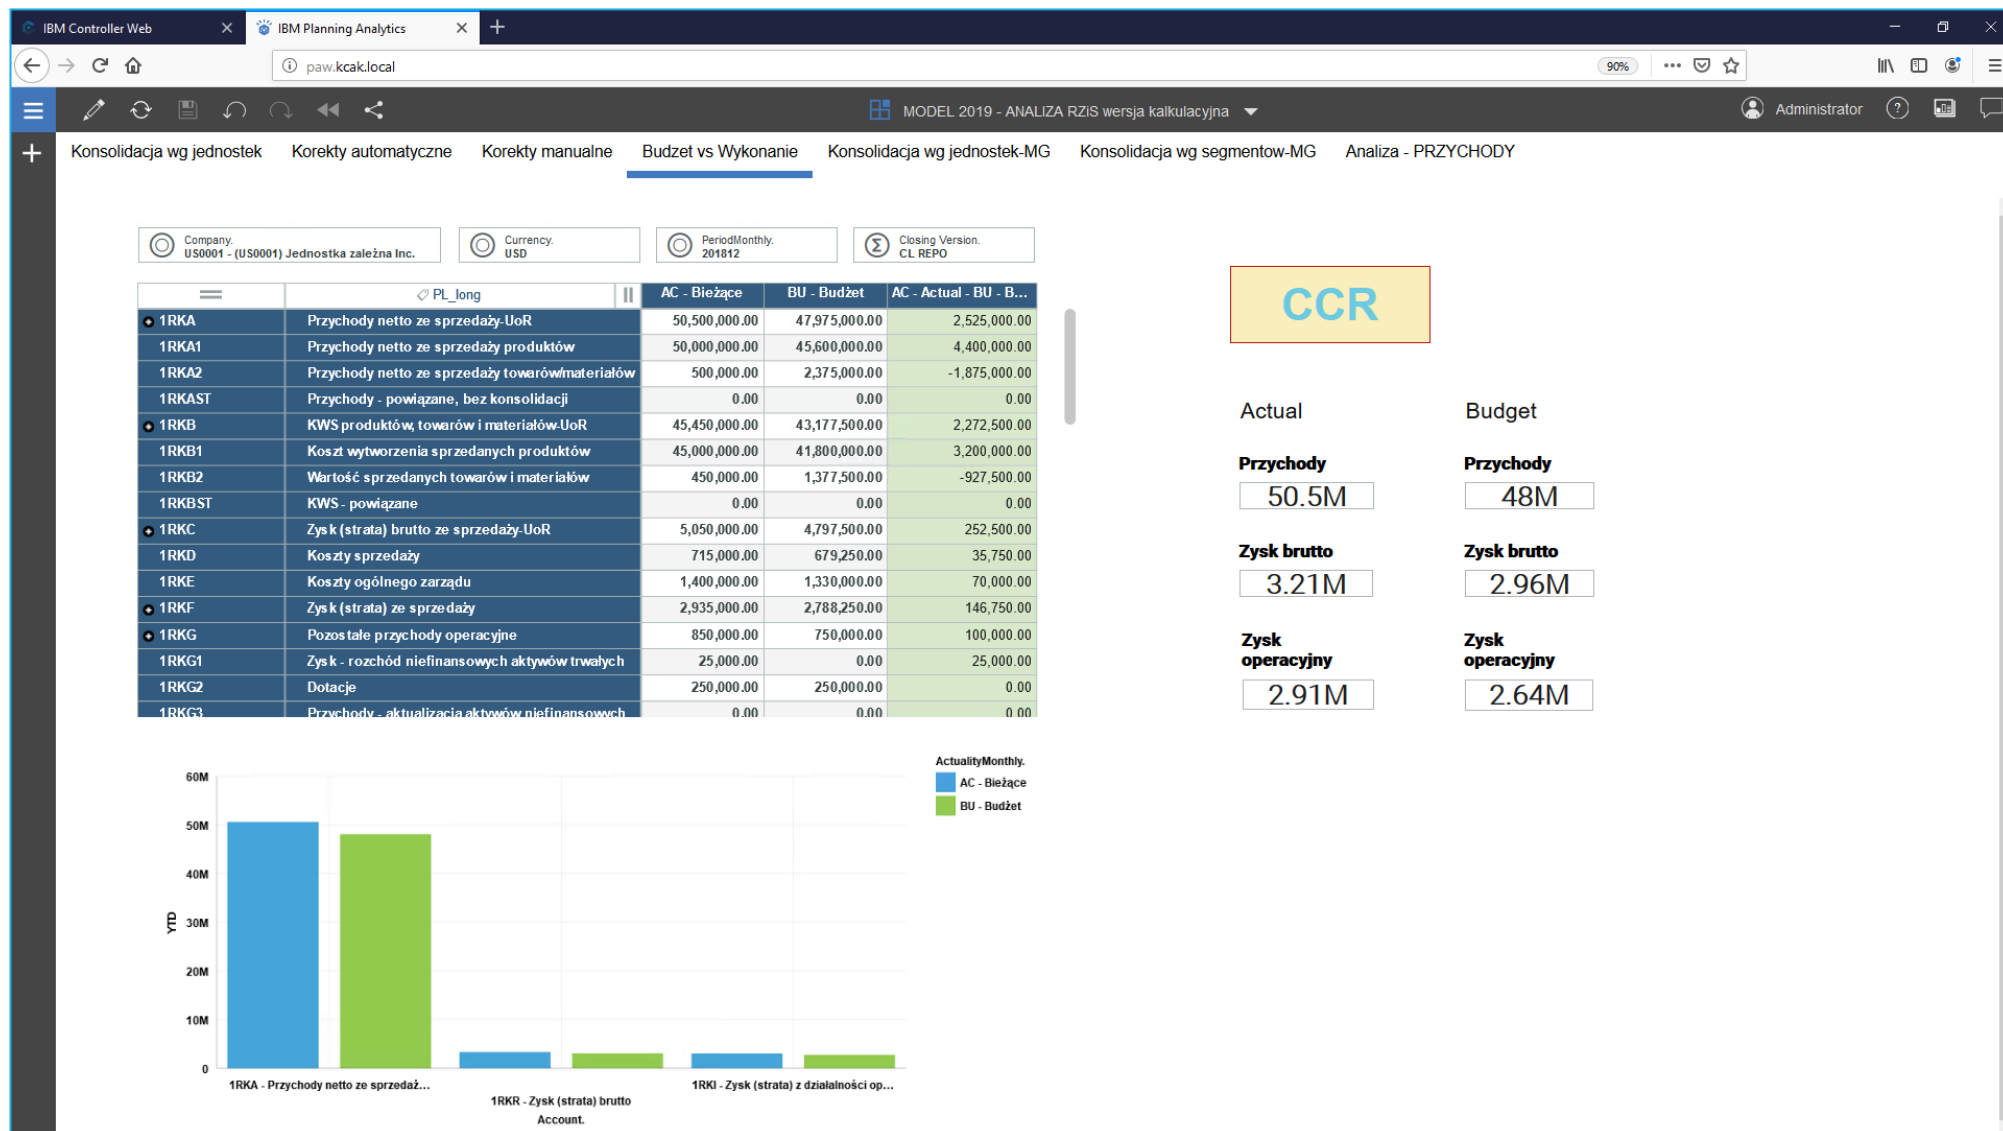 IBM Controller Web
IBM Planning Analytics
paw.kcak.local
90%
MODEL 2019 - ANALIZA RZiS wersja kalkulacyjna
Administrator
Konsolidacja wg jednostek Korekty automatyczne Korekty manualne Budzet vs Wykonanie Konsolidacja wg jednostek-MG Konsolidacja wg segmentow-MG Analiza - PRZYCHODY
Company.
US0001 - (US0001) Jednostka zależna Inc.
Currency.
USD
PeriodMonthly.
201812
Closing Version.
CL REPO
PL_long AC - Bieżące BU - Budżet AC - Actual - BU - B...
1RKA Przychody netto ze sprzedaży-UoR 50,500,000.00 47,975,000.00 2,525,000.00
1RKA1 Przychody netto ze sprzedaży produktów 50,000,000.00 45,600,000.00 4,400,000.00
1RKA2 Przychody netto ze sprzedaży towarów/materiałów 500,000.00 2,375,000.00 -1,875,000.00
1RKAST Przychody - powiązane, bez konsolidacji 0.00 0.00 0.00
1RKB KWS produktów, towarów i materiałów-UoR 45,450,000.00 43,177,500.00 2,272,500.00
1RKB1 Koszt wytworzenia sprzedanych produktów 45,000,000.00 41,800,000.00 3,200,000.00
1RKB2 Wartość sprzedanych towarów i materiałów 450,000.00 1,377,500.00 -927,500.00
1RKBST KWS - powiązane 0.00 0.00 0.00
1RKC Zysk (strata) brutto ze sprzedaży-UoR 5,050,000.00 4,797,500.00 252,500.00
1RKD Koszty sprzedaży 715,000.00 679,250.00 35,750.00
1RKE Koszty ogólnego zarządu 1,400,000.00 1,330,000.00 70,000.00
1RKF Zysk (strata) ze sprzedaży 2,935,000.00 2,788,250.00 146,750.00
1RKG Pozostałe przychody operacyjne 850,000.00 750,000.00 100,000.00
1RKG1 Zysk - rozchód niefinansowych aktywów trwałych 25,000.00 0.00 25,000.00
1RKG2 Dotacje 250,000.00 250,000.00 0.00
1RKG3 Przychody - aktualizacja aktywów niefinansowych 0.00 0.00 0.00
CCR
Actual Budget
Przychody Przychody
50.5M 48M
Zysk brutto Zysk brutto
3.21M 2.96M
Zysk Zysk
operacyjny operacyjny
2.91M 2.64M
ActualityMonthly.
AC - Bieżące
BU - Budżet
YTD
60M
50M
40M
30M
20M
10M
0
1RKA - Przychody netto ze sprzedaż...
1RKR - Zysk (strata) brutto
1RKI - Zysk (strata) z działalności op...
Account.